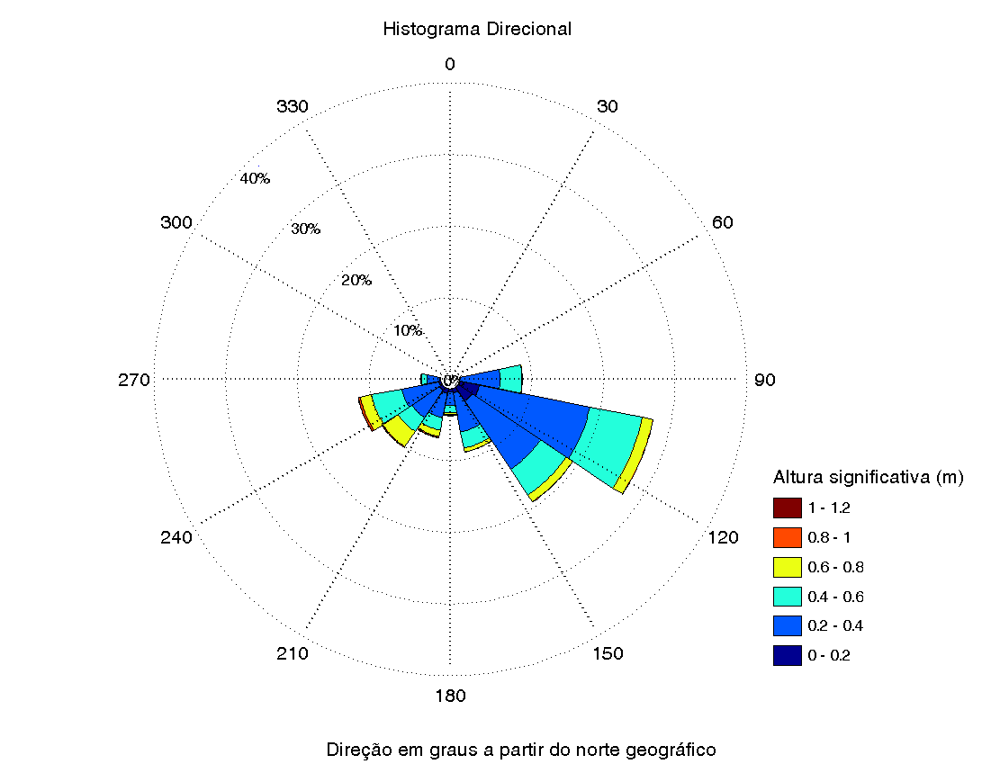 Histograma Direcional
0
330
30
40%
300
60
30%
20%
10%
270
0%
90
Altura significativa (m)
1 - 1.2
240
120
0.8 - 1
0.6 - 0.8
0.4 - 0.6
0.2 - 0.4
210
150
0 - 0.2
180
Direção em graus a partir do norte geográfico